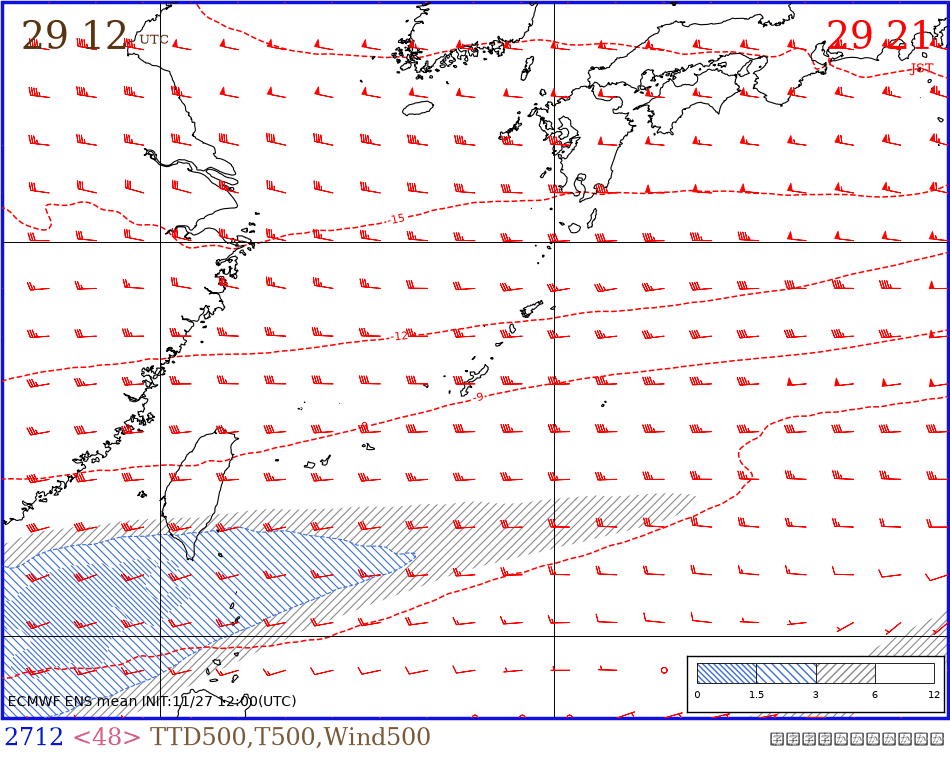 29 12 UTC
29 21 JST
-15
-12
-9
ECMWF ENS mean INIT:11/27 12:00(UTC)
0 1.5 3 6 12
2712 <48> TTD500,T500,Wind500